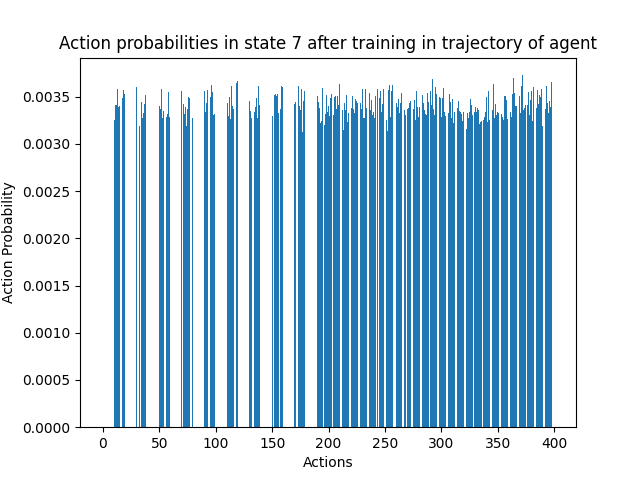 Action probabilities in state 7 after training in trajectory of agent
0.0035
0.0030
0.0025
0.0020
0.0015
0.0010
0.0005
0.0000
Action Probability
0 50 100 150 200 250 300 350 400
Actions